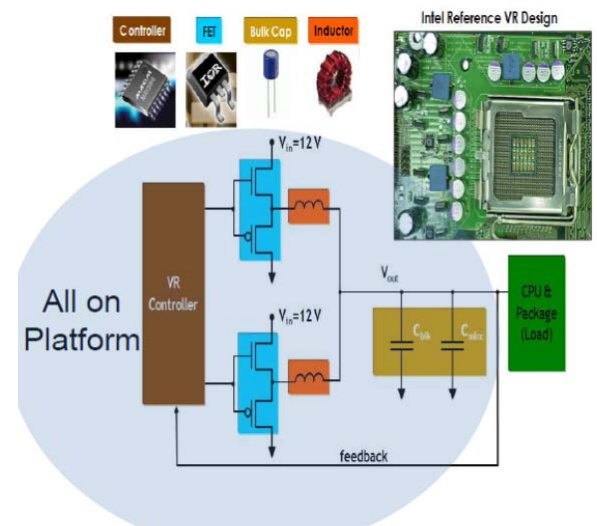 Controller
FET
Bulk Cap
Inductor
Intel Reference VR Design
IOR
Vin=12 V
VR
Controller
All on
Platform
Vout
CPU &
Package
(Load)
Vin=12 V
Cblk
feedback